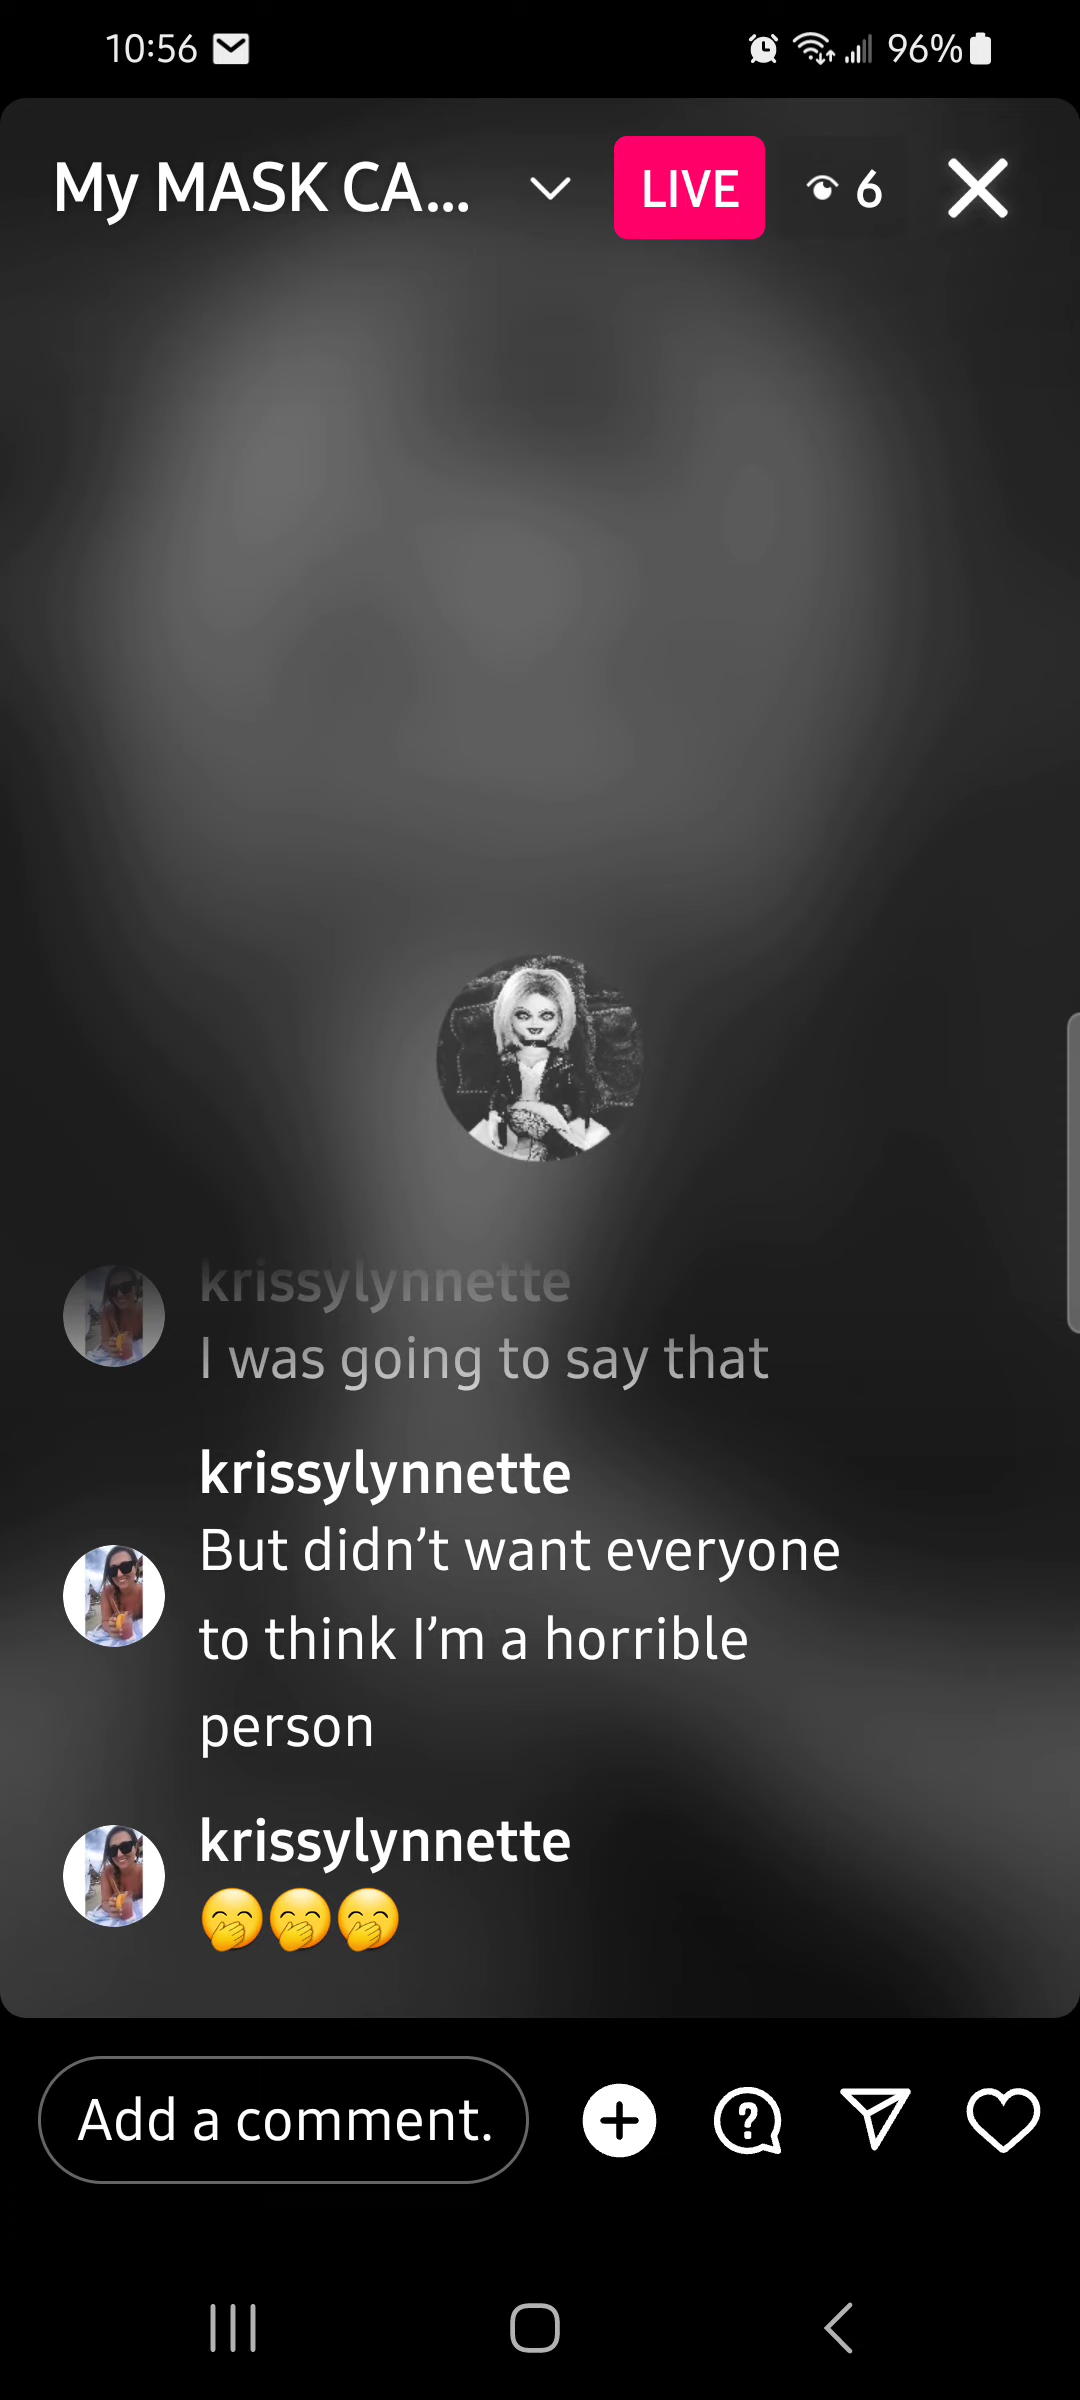 10:56 96%
My MASK CA... LIVE 6
krissylynnette
I was going to say that
krissylynnette
But didn’t want everyone
to think I’m a horrible
person
krissylynnette
🤭🤭🤭
Add a comment.